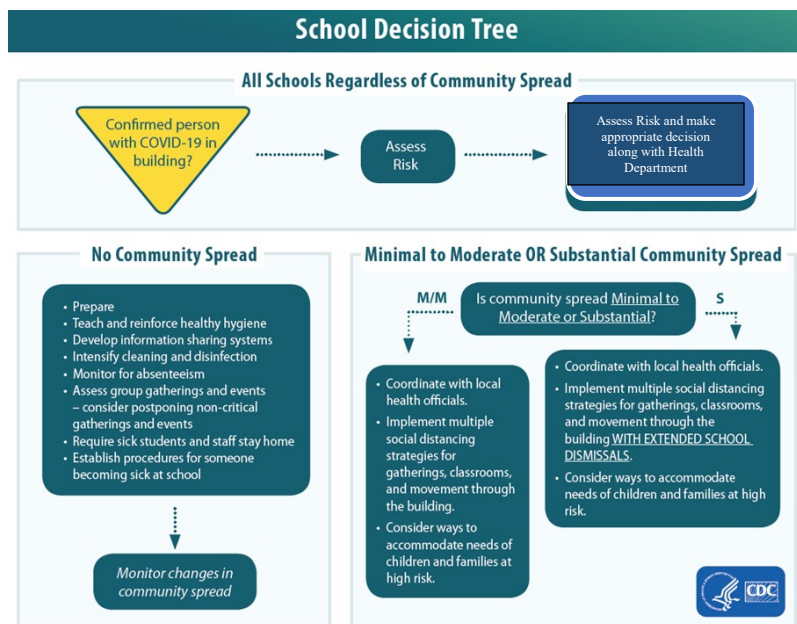 School Decision Tree
All Schools Regardless of Community Spread
Confirmed person
with COVID-19 in
building?
Assess
Risk
Assess Risk and make
appropriate decision
along with Health
Department
No Community Spread
• Prepare
• Teach and reinforce healthy hygiene
• Develop information sharing systems
• Intensify cleaning and disinfection
• Monitor for absenteeism
• Assess group gatherings and events
– consider postponing non-critical
gatherings and events
• Require sick students and staff stay home
• Establish procedures for someone
becoming sick at school
Monitor changes in
community spread
Minimal to Moderate OR Substantial Community Spread
M/M
Is community spread Minimal to
Moderate or Substantial?
S
• Coordinate with local
health officials.
• Implement multiple
social distancing
strategies for
gatherings, classrooms,
and movement through
the building.
• Consider ways to
accommodate needs of
children and families at
high risk.
• Coordinate with local health officials.
• Implement multiple social distancing
strategies for gatherings, classrooms,
and movement through the
building WITH EXTENDED SCHOOL
DISMISSALS.
• Consider ways to accommodate
needs of children and families at high
risk.
CDC